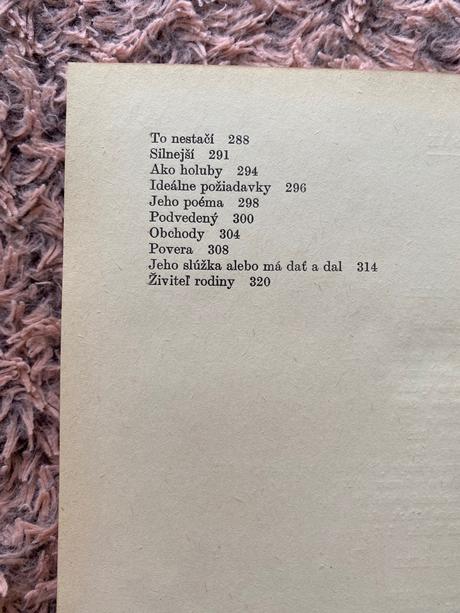 To nestačí 288
Silnejší 291
Ako holuby 294
Ideálne požiadavky 296
Jeho poéma 298
Podvedený 300
Obchody 304
Povera 308
Jeho slúžka alebo má dať a dal 314
Živiteľ rodiny 320